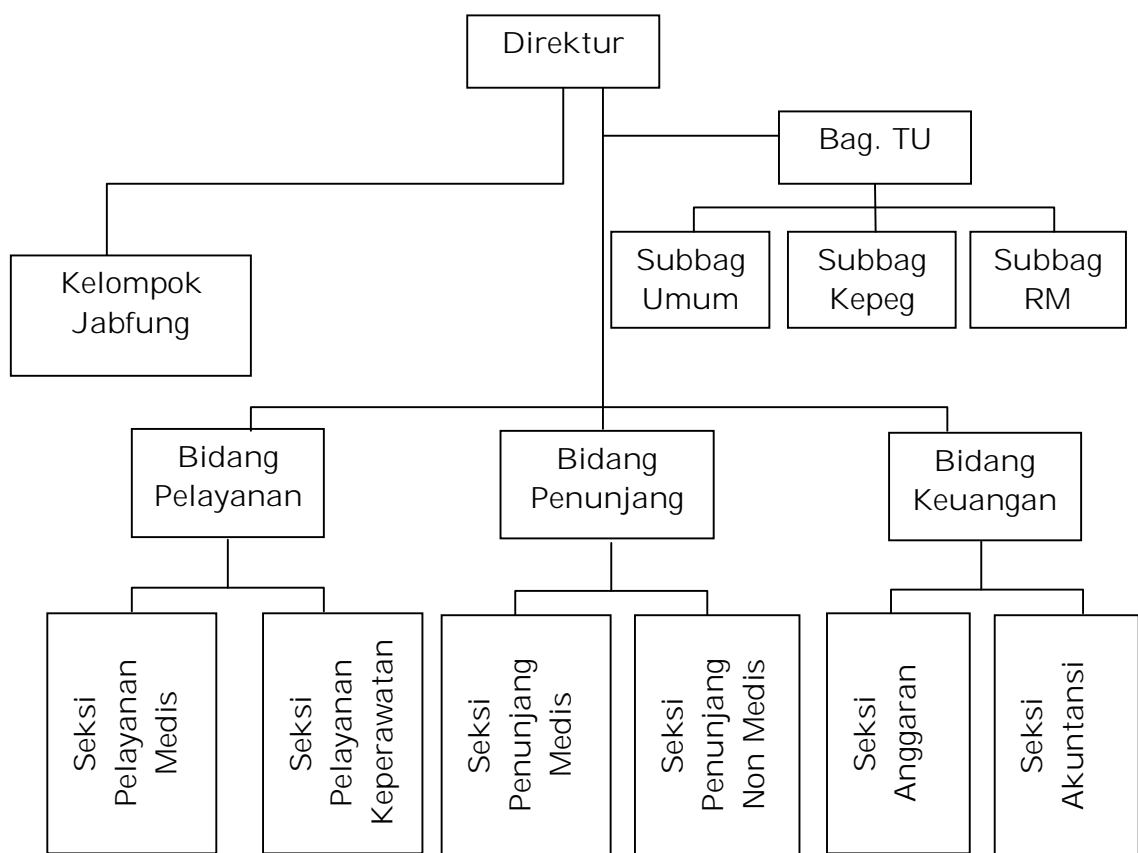 Direktur
Bag. TU
Subbag
Umum
Subbag
Kepeg
Subbag
RM
Kelompok
Jabfung
Bidang
Pelayanan
Bidang
Penunjang
Bidang
Keuangan
Seksi
Pelayanan
Medis
Seksi
Pelayanan
Keperawatan
Seksi
Penunjang
Medis
Seksi
Penunjang
Non Medis
Seksi
Anggaran
Seksi
Akuntansi